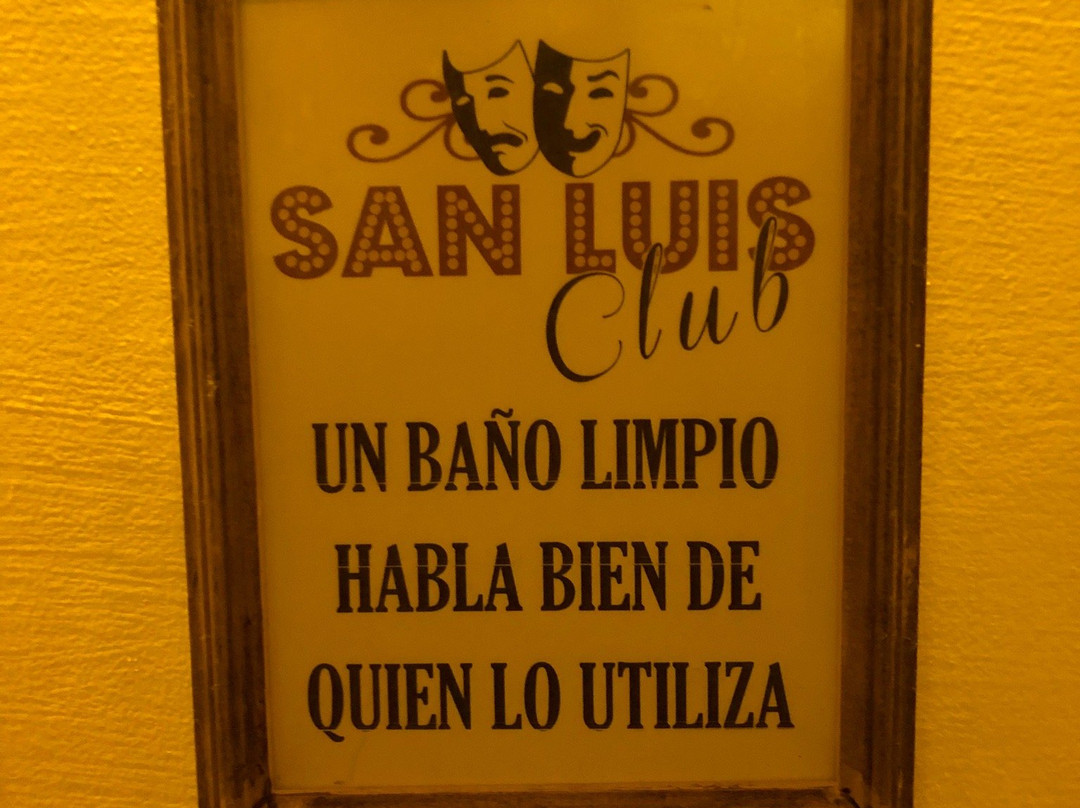 SAN LUIS
Club
UN BAÑO LIMPIO
HABLA BIEN DE
QUIEN LO UTILIZA